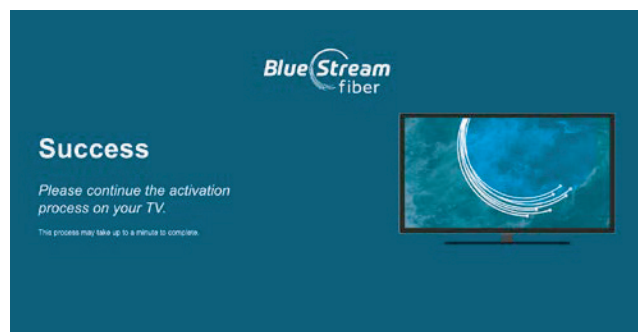 Blue Stream
fiber
Success
Please continue the activation
process on your TV.
This process may take up to a minute to complete.